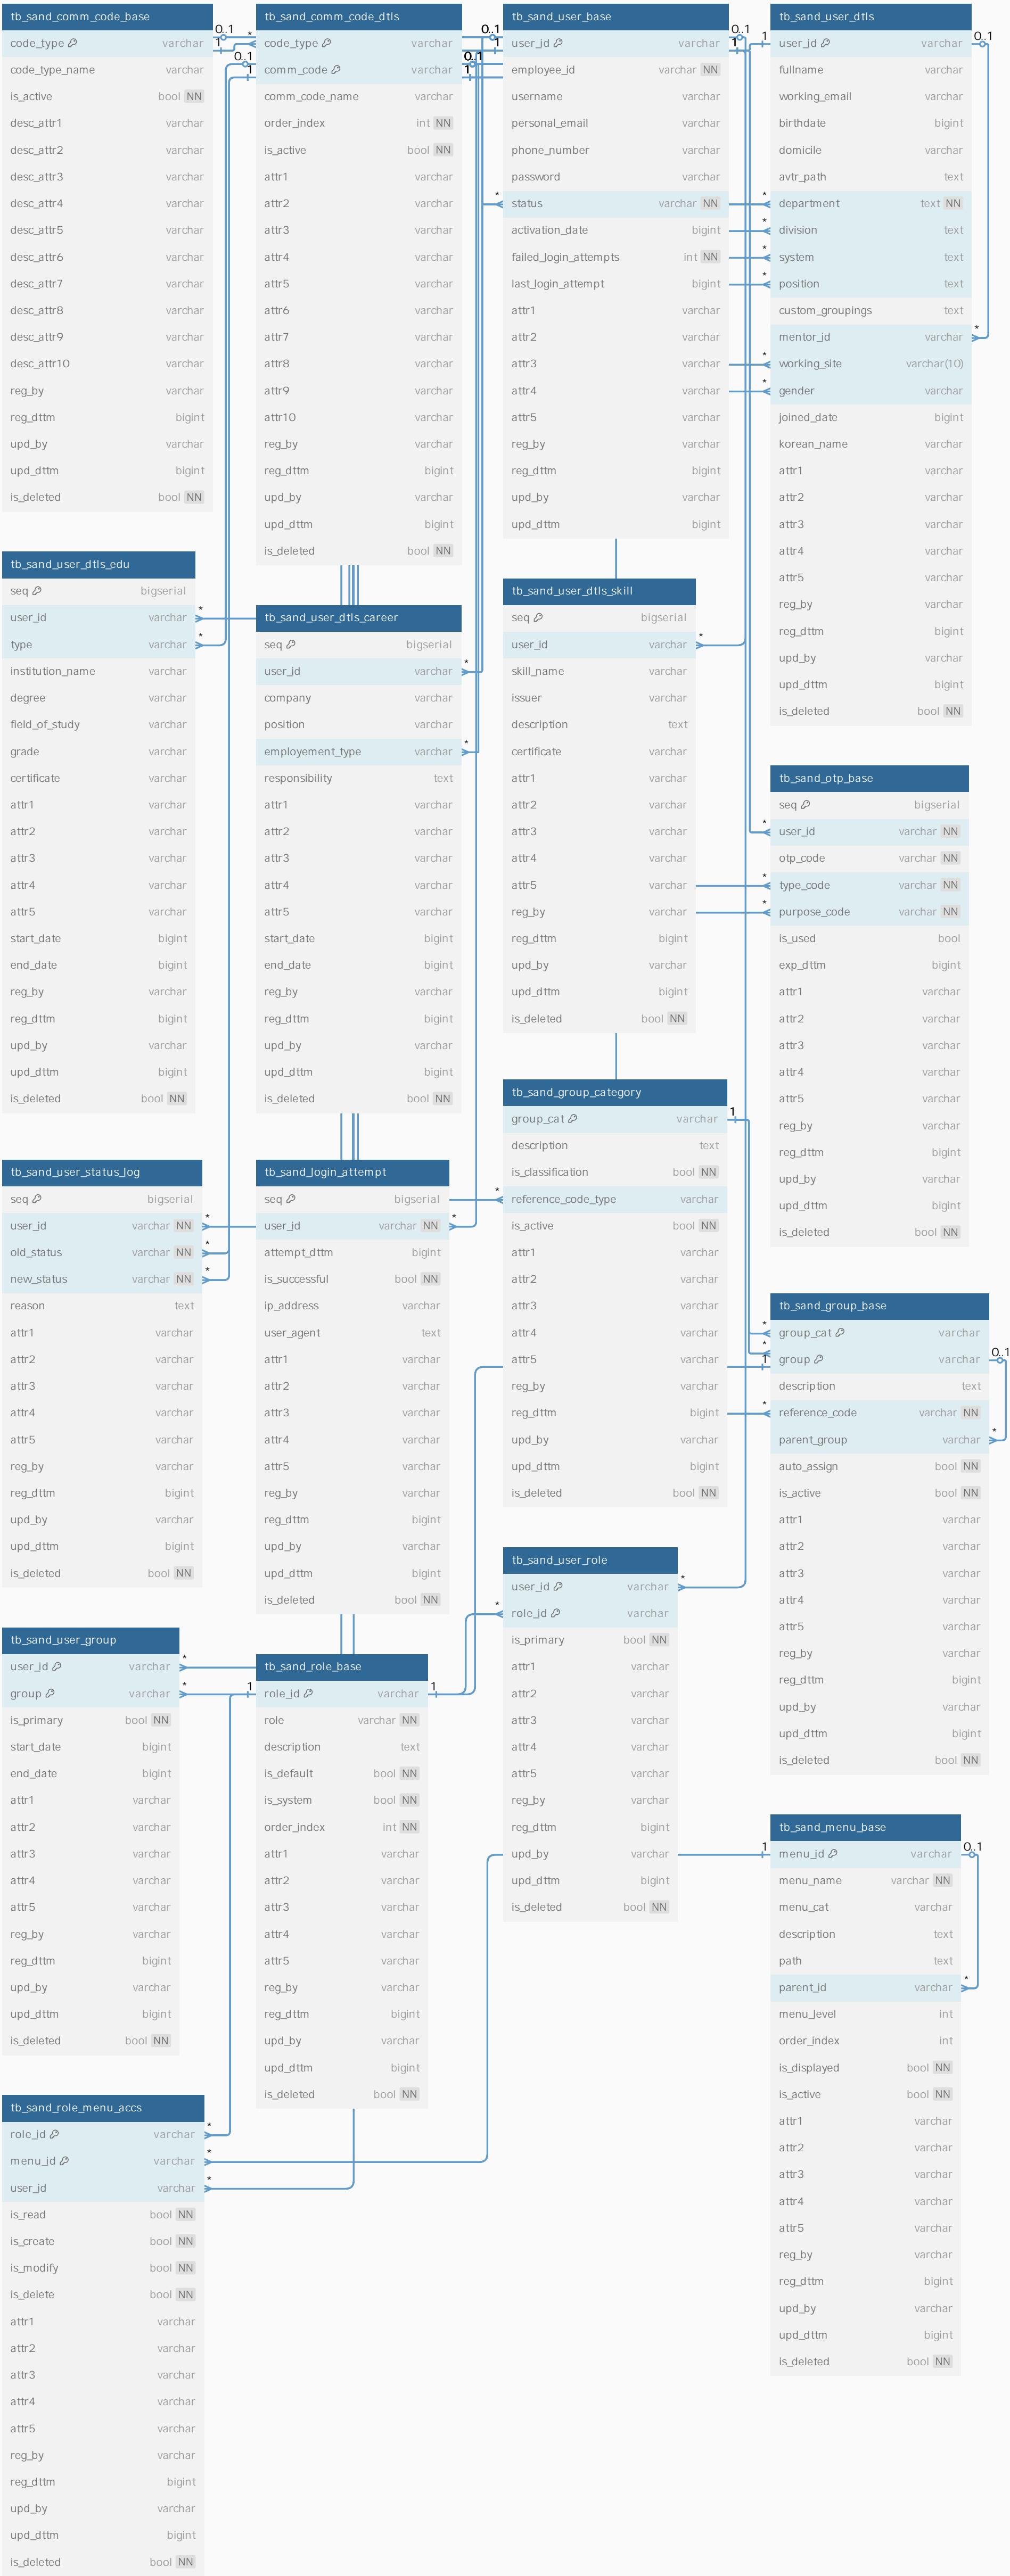 tb_sand_comm_code_base
code_type varchar
code_type_name varchar
is_active bool NN
desc_attr1 varchar
desc_attr2 varchar
desc_attr3 varchar
desc_attr4 varchar
desc_attr5 varchar
desc_attr6 varchar
desc_attr7 varchar
desc_attr8 varchar
desc_attr9 varchar
desc_attr10 varchar
reg_by varchar
reg_dttm bigint
upd_by varchar
upd_dttm bigint
is_deleted bool NN
0..1
1
tb_sand_comm_code_dtls
*
0..1
1
code_type varchar
comm_code varchar
comm_code_name varchar
order_index int NN
is_active bool NN
attr1 varchar
attr2 varchar
attr3 varchar
attr4 varchar
attr5 varchar
attr6 varchar
attr7 varchar
attr8 varchar
attr9 varchar
attr10 varchar
reg_by varchar
reg_dttm bigint
upd_by varchar
upd_dttm bigint
is_deleted bool NN
0..1
1
0..1
1
tb_sand_user_base
user_id varchar
employee_id varchar NN
username varchar
personal_email varchar
phone_number varchar
password varchar
* status varchar NN
activation_date bigint
failed_login_attempts int NN
last_login_attempt bigint
attr1 varchar
attr2 varchar
attr3 varchar
attr4 varchar
attr5 varchar
reg_by varchar
reg_dttm bigint
upd_by varchar
upd_dttm bigint
0..1
1
tb_sand_user_dtls
1 user_id varchar 0..1
fullname varchar
working_email varchar
birthdate bigint
domicile varchar
avtr_path text
* department text NN
* division text
* system text
* position text
custom_groupings text
mentor_id varchar *
* working_site varchar(10)
* gender varchar
joined_date bigint
korean_name varchar
attr1 varchar
attr2 varchar
attr3 varchar
attr4 varchar
attr5 varchar
reg_by varchar
reg_dttm bigint
upd_by varchar
upd_dttm bigint
is_deleted bool NN
tb_sand_user_dtls_edu
seq bigserial
user_id varchar *
type varchar *
institution_name varchar
degree varchar
field_of_study varchar
grade varchar
certificate varchar
attr1 varchar
attr2 varchar
attr3 varchar
attr4 varchar
attr5 varchar
start_date bigint
end_date bigint
reg_by varchar
reg_dttm bigint
upd_by varchar
upd_dttm bigint
is_deleted bool NN
tb_sand_user_dtls_career
seq bigserial
user_id varchar *
company varchar
position varchar
employement_type varchar *
responsibility text
attr1 varchar
attr2 varchar
attr3 varchar
attr4 varchar
attr5 varchar
start_date bigint
end_date bigint
reg_by varchar
reg_dttm bigint
upd_by varchar
upd_dttm bigint
is_deleted bool NN
tb_sand_user_dtls_skill
seq bigserial
user_id varchar *
skill_name varchar
issuer varchar
description text
certificate varchar
attr1 varchar
attr2 varchar
attr3 varchar
attr4 varchar
attr5 varchar
reg_by varchar
reg_dttm bigint
upd_by varchar
upd_dttm bigint
is_deleted bool NN
tb_sand_otp_base
seq bigserial
* user_id varchar NN
otp_code varchar NN
* type_code varchar NN
* purpose_code varchar NN
is_used bool
exp_dttm bigint
attr1 varchar
attr2 varchar
attr3 varchar
attr4 varchar
attr5 varchar
reg_by varchar
reg_dttm bigint
upd_by varchar
upd_dttm bigint
is_deleted bool NN
tb_sand_user_status_log
seq bigserial
user_id varchar NN *
old_status varchar NN *
new_status varchar NN *
reason text
attr1 varchar
attr2 varchar
attr3 varchar
attr4 varchar
attr5 varchar
reg_by varchar
reg_dttm bigint
upd_by varchar
upd_dttm bigint
is_deleted bool NN
tb_sand_login_attempt
seq bigserial
user_id varchar NN *
attempt_dttm bigint
is_successful bool NN
ip_address varchar
user_agent text
attr1 varchar
attr2 varchar
attr3 varchar
attr4 varchar
attr5 varchar
reg_by varchar
reg_dttm bigint
upd_by varchar
upd_dttm bigint
is_deleted bool NN
tb_sand_group_category
group_cat varchar 1
description text
is_classification bool NN
* reference_code_type varchar
is_active bool NN
attr1 varchar
attr2 varchar
attr3 varchar
attr4 varchar
attr5 varchar
reg_by varchar
reg_dttm bigint
upd_by varchar
upd_dttm bigint
is_deleted bool NN
tb_sand_group_base
* group_cat varchar
*
1 group varchar 0..1
description text
* reference_code varchar NN
parent_group varchar *
auto_assign bool NN
is_active bool NN
attr1 varchar
attr2 varchar
attr3 varchar
attr4 varchar
attr5 varchar
reg_by varchar
reg_dttm bigint
upd_by varchar
upd_dttm bigint
is_deleted bool NN
tb_sand_user_group
user_id varchar *
group varchar *
is_primary bool NN
start_date bigint
end_date bigint
attr1 varchar
attr2 varchar
attr3 varchar
attr4 varchar
attr5 varchar
reg_by varchar
reg_dttm bigint
upd_by varchar
upd_dttm bigint
is_deleted bool NN
tb_sand_role_base
1 role_id varchar 1
role varchar NN
description text
is_default bool NN
is_system bool NN
order_index int NN
attr1 varchar
attr2 varchar
attr3 varchar
attr4 varchar
attr5 varchar
reg_by varchar
reg_dttm bigint
upd_by varchar
upd_dttm bigint
is_deleted bool NN
tb_sand_user_role
user_id varchar *
* role_id varchar
is_primary bool NN
attr1 varchar
attr2 varchar
attr3 varchar
attr4 varchar
attr5 varchar
reg_by varchar
reg_dttm bigint
upd_by varchar
upd_dttm bigint
is_deleted bool NN
tb_sand_menu_base
1 menu_id varchar 0..1
menu_name varchar NN
menu_cat varchar
description text
path text
parent_id varchar *
menu_level int
order_index int
is_displayed bool NN
is_active bool NN
attr1 varchar
attr2 varchar
attr3 varchar
attr4 varchar
attr5 varchar
reg_by varchar
reg_dttm bigint
upd_by varchar
upd_dttm bigint
is_deleted bool NN
tb_sand_role_menu_accs
role_id varchar *
menu_id varchar *
user_id varchar *
is_read bool NN
is_create bool NN
is_modify bool NN
is_delete bool NN
attr1 varchar
attr2 varchar
attr3 varchar
attr4 varchar
attr5 varchar
reg_by varchar
reg_dttm bigint
upd_by varchar
upd_dttm bigint
is_deleted bool NN